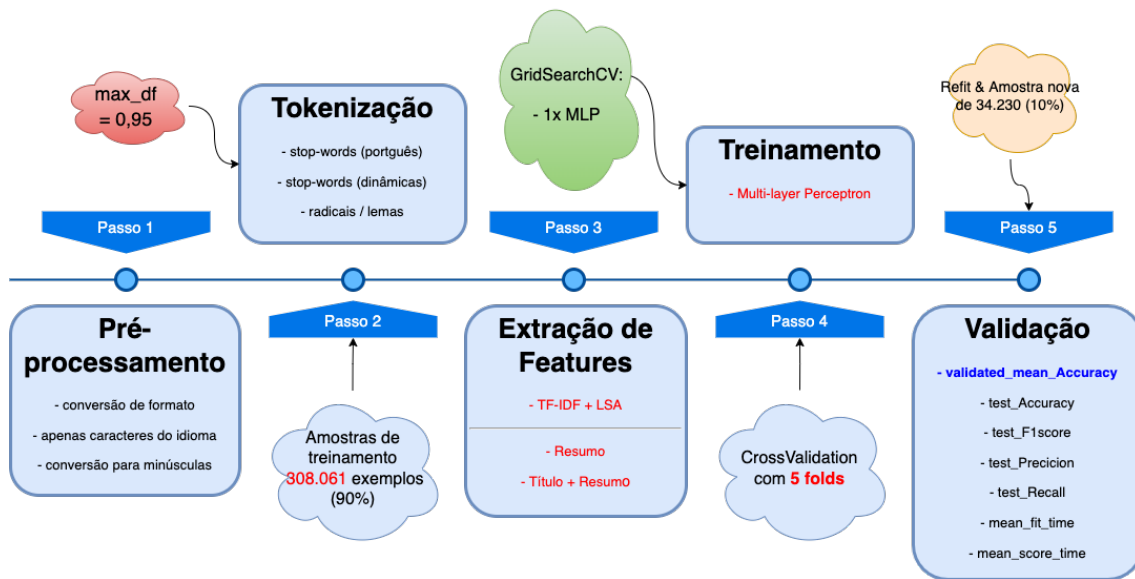 max_df
= 0,95
Tokenização
- stop-words (portguês)
- stop-words (dinâmicas)
- radicais / lemas
GridSearchCV:
- 1x MLP
Treinamento
- Multi-layer Perceptron
Refit & Amostra nova
de 34.230 (10%)
Passo 1
Passo 3
Passo 5
Pré-
processamento
- conversão de formato
- apenas caracteres do idioma
- conversão para minúsculas
Passo 2
Amostras de
treinamento
308.061 exemplos
(90%)
Extração de
Features
- TF-IDF + LSA
- Resumo
- Título + Resumo
Passo 4
CrossValidation
com 5 folds
Validação
- validated_mean_Accuracy
- test_Accuracy
- test_F1score
- test_Precicion
- test_Recall
- mean_fit_time
- mean_score_time